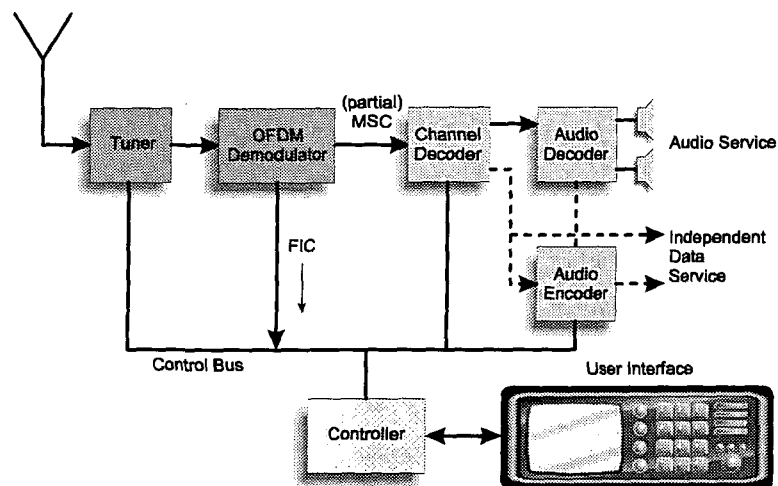 (partial)
MSC
Tuner
OFDM
Demodulator
Channel
Decoder
Audio
Decoder
Audio Service
FIC
Audio
Encoder
Independent
Data
Service
Control Bus
User Interface
Controller